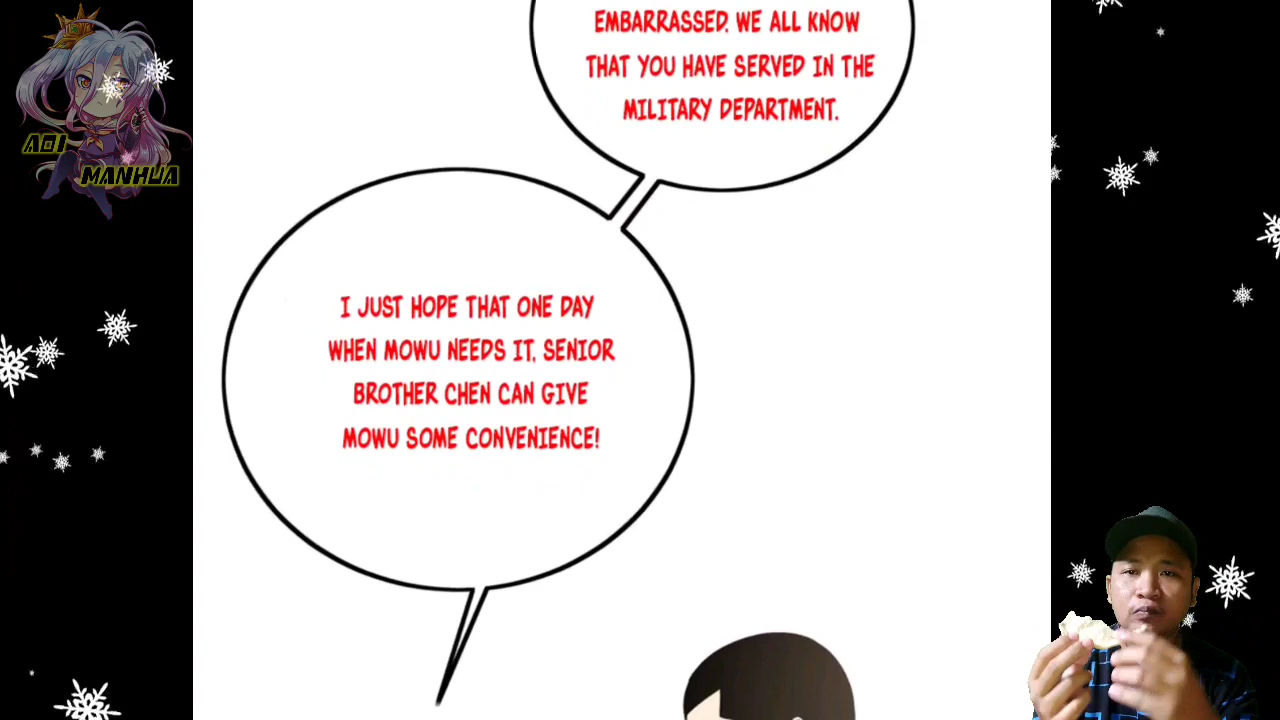 EMBARRASSED. WE ALL KNOW
THAT YOU HAVE SERVED IN THE
MILITARY DEPARTMENT.
I JUST HOPE THAT ONE DAY
WHEN MOWU NEEDS IT, SENIOR
BROTHER CHEN CAN GIVE
MOWU SOME CONVENIENCE!
AOI
MANHUA